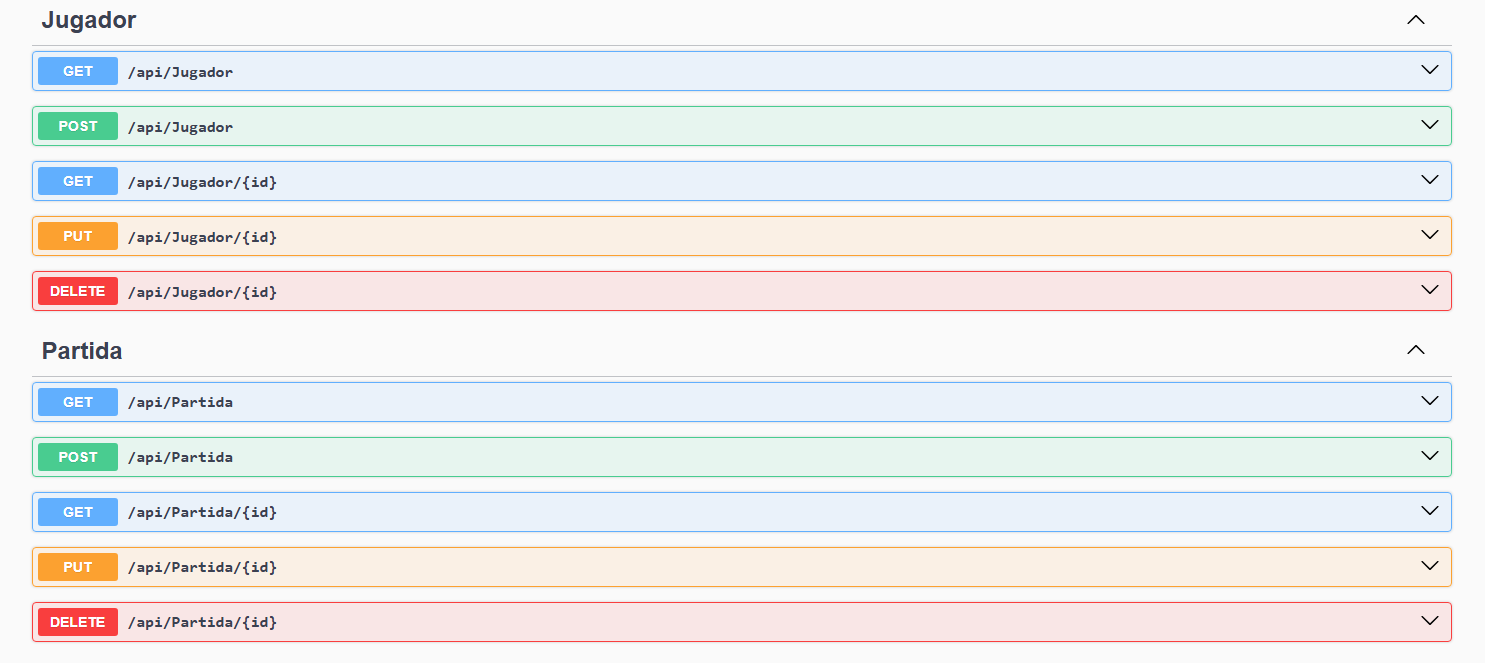 Jugador
GET /api/Jugador
POST /api/Jugador
GET /api/Jugador/{id}
PUT /api/Jugador/{id}
DELETE /api/Jugador/{id}
Partida
GET /api/Partida
POST /api/Partida
GET /api/Partida/{id}
PUT /api/Partida/{id}
DELETE /api/Partida/{id}